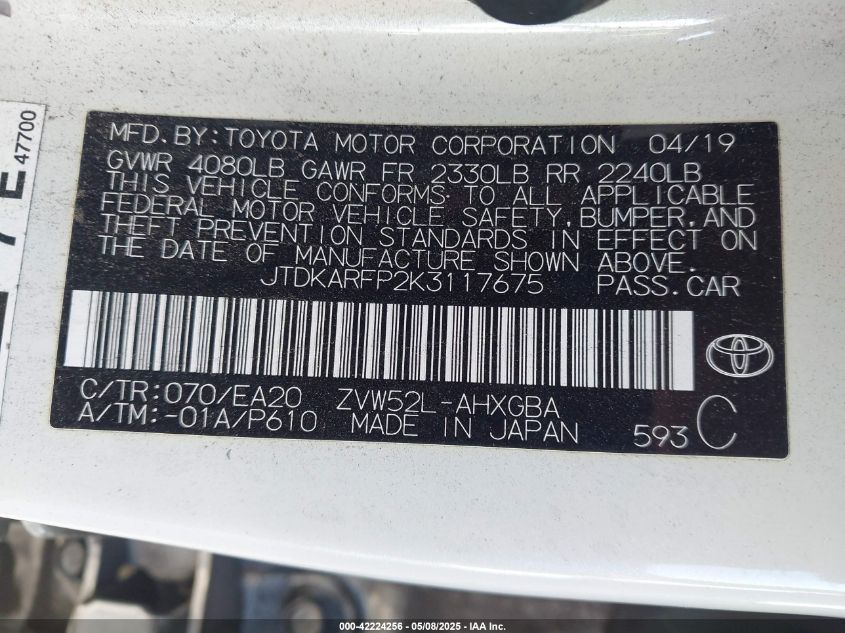 MFD.BY:TOYOTA MOTOR CORPORATION 04/19
GVWR 4080LB GAWR FR 2330LB RR 2240LB
THIS VEHICLE CONFORMS TO ALL APPLICABLE
FEDERAL MOTOR VEHICLE SAFETY,BUMPER,AND
THEFT PREVENTION STANDARDS IN EFFECT ON
THE DATE OF MANUFACTURE SHOWN ABOVE.
JTDKARFP2K3117675 PASS.CAR
C/TR:070/EA20 ZVW52L-AHXGBA
A/TM:-01A/P610 MADE IN JAPAN 593 C
47700
000-42224256 - 05/08/2025 - IAA Inc.